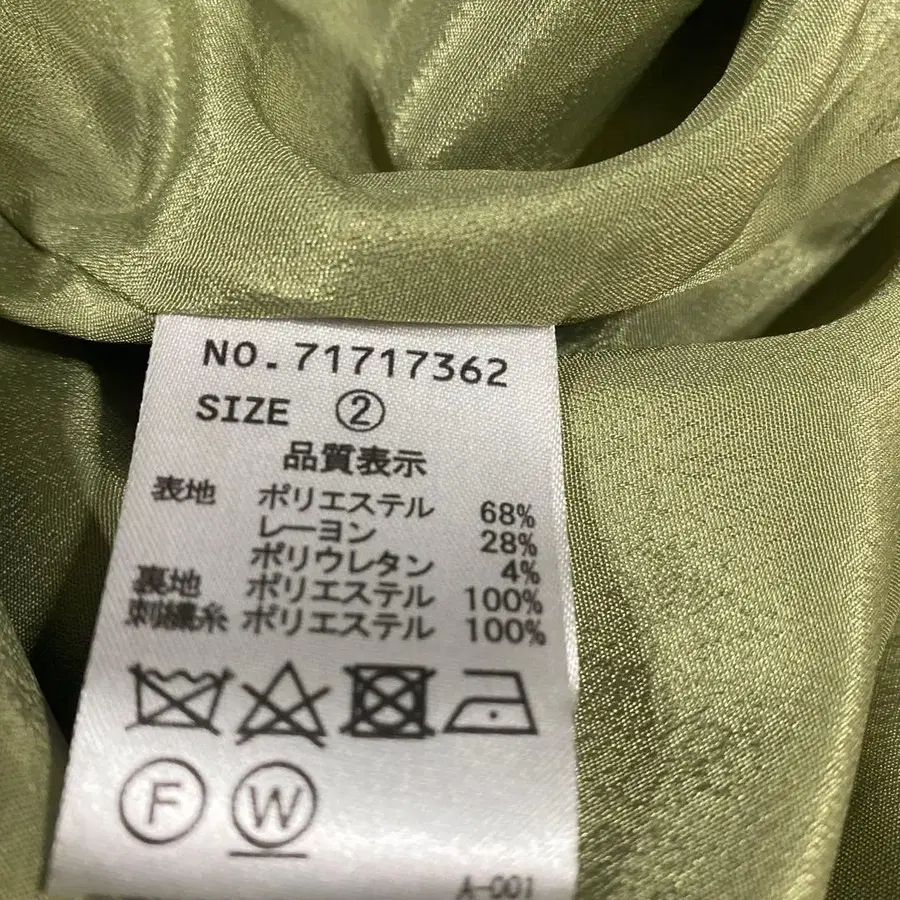 NO.71717362
SIZE ②
品質表示
表地 ポリエステル 68%
レーヨン 28%
ポリウレタン 4%
裏地 ポリエステル 100%
刺繍糸 ポリエステル 100%
F W
A-001